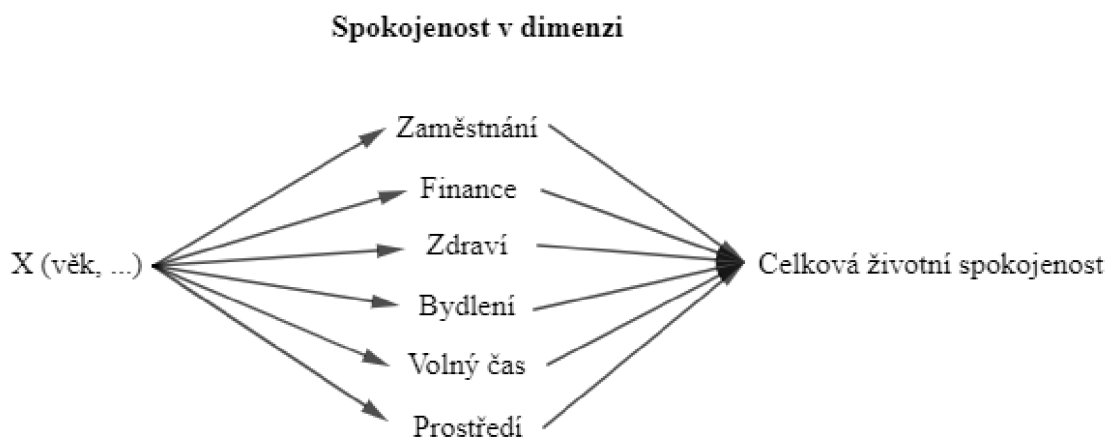 Spokojenost v dimenzi
Zaměstnání
Finance
Zdraví
X (věk, ...)
Celková životní spokojenost
Bydlení
Volný čas
Prostředí